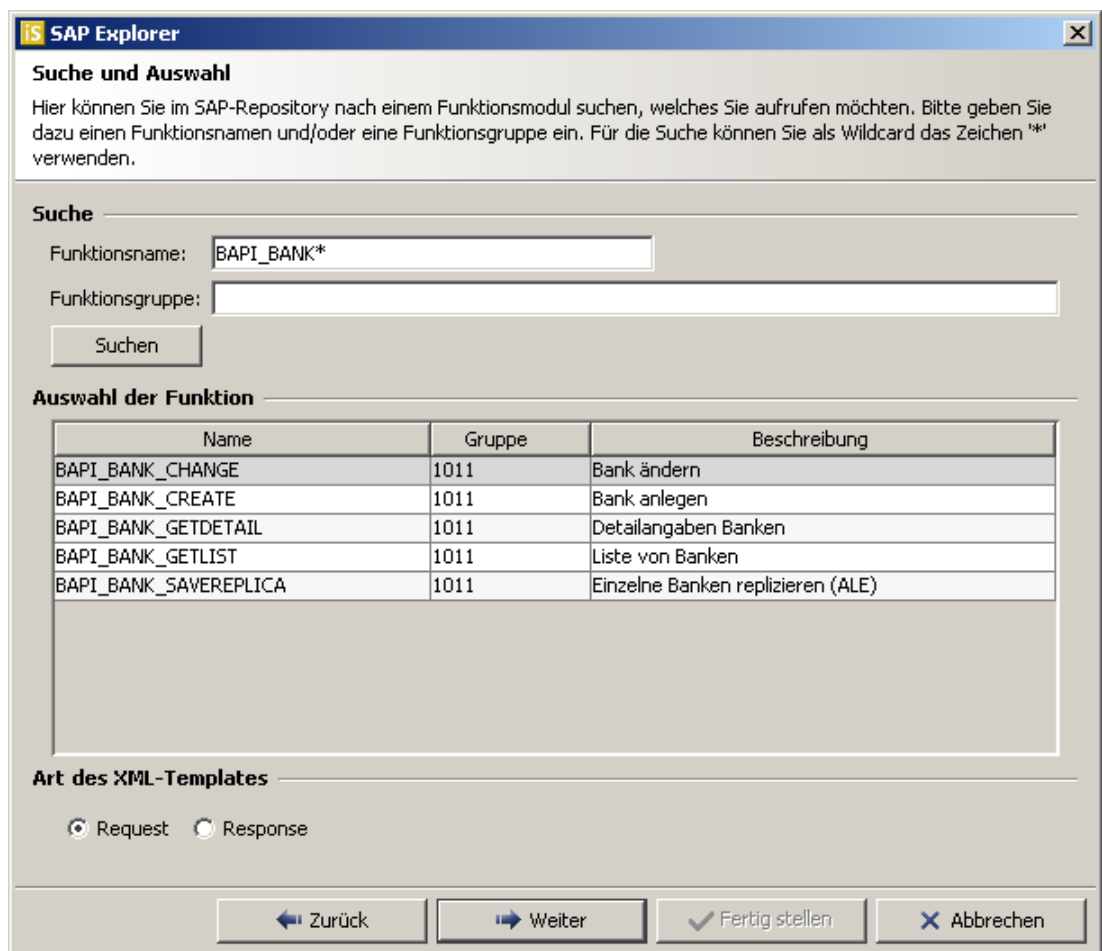 iS SAP Explorer
Suche und Auswahl
Hier können Sie im SAP-Repository nach einem Funktionsmodul suchen, welches Sie aufrufen möchten. Bitte geben Sie
dazu einen Funktionsnamen und/oder eine Funktionsgruppe ein. Für die Suche können Sie als Wildcard das Zeichen '*'
verwenden.
Suche
Funktionsname: BAPI_BANK*
Funktionsgruppe:
Suchen
Auswahl der Funktion
Name Gruppe Beschreibung
BAPI_BANK_CHANGE 1011 Bank ändern
BAPI_BANK_CREATE 1011 Bank anlegen
BAPI_BANK_GETDETAIL 1011 Detailangaben Banken
BAPI_BANK_GETLIST 1011 Liste von Banken
BAPI_BANK_SAVEREPLICA 1011 Einzelne Banken replizieren (ALE)
Art des XML-Templates
Request Response
Zurück Weiter Fertig stellen Abbrechen